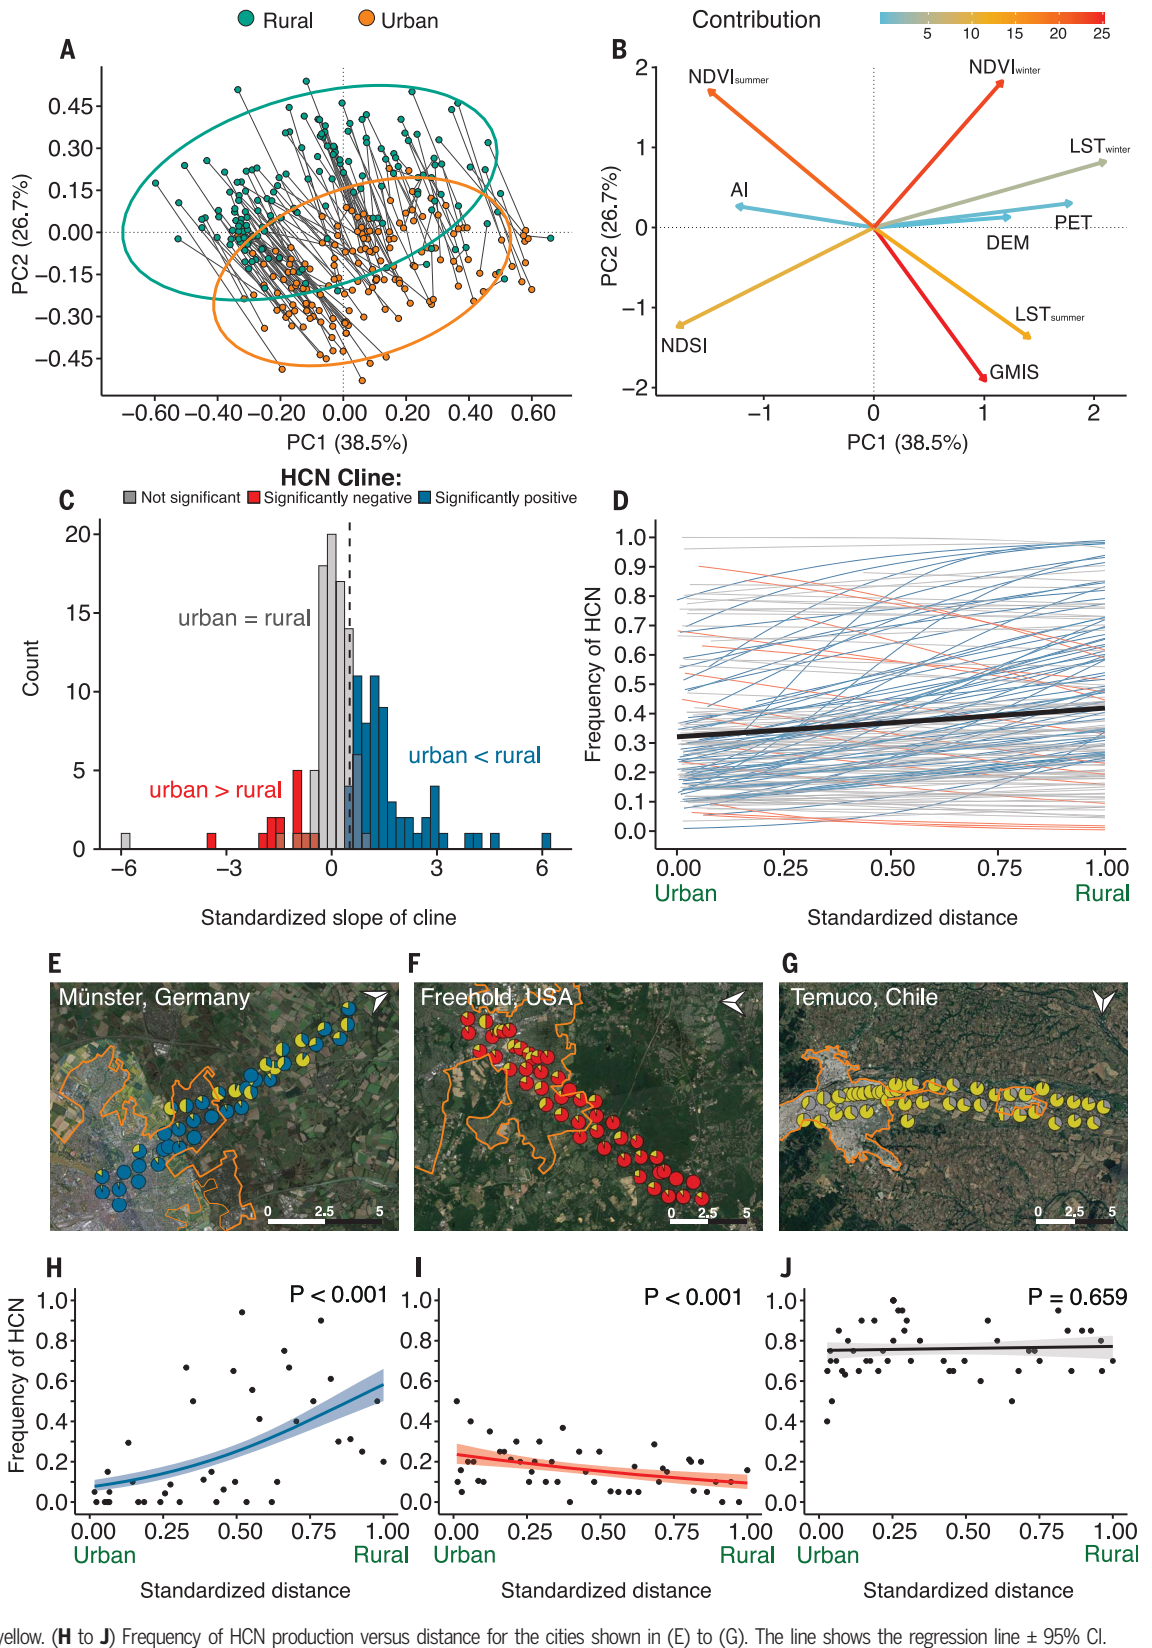 Rural Urban
A
0.45
0.30
0.15
0.00
−0.15
−0.30
−0.45
PC2 (26.7%)
−0.60 −0.40 −0.20 0.00 0.20 0.40 0.60
PC1 (38.5%)
Contribution
5 10 15 20 25
B
2
1
0
−1
−2
PC2 (26.7%)
NDVIsummer
NDVIwinter
LSTwinter
AI
PET
DEM
LSTsummer
NDSI
GMIS
−1 0 1 2
PC1 (38.5%)
HCN Cline:
Not significant Significantly negative Significantly positive
C
20
15
10
5
0
Count
urban = rural
urban < rural
urban > rural
−6 −3 0 3 6
Standardized slope of cline
D
1.0
0.9
0.8
0.7
0.6
0.5
0.4
0.3
0.2
0.1
0.0
Frequency of HCN
0.00 0.25 0.50 0.75 1.00
Urban Rural
Standardized distance
E
Münster, Germany
0 2.5 5
F
Freehold, USA
0 2.5 5
G
Temuco, Chile
0 2.5 5
H
P < 0.001
1.0
0.8
0.6
0.4
0.2
0.0
Frequency of HCN
0.00 0.25 0.50 0.75 1.00
Urban Rural
Standardized distance
I
P < 0.001
1.0
0.8
0.6
0.4
0.2
0.0
0.00 0.25 0.50 0.75 1.00
Urban Rural
Standardized distance
J
P = 0.659
1.0
0.8
0.6
0.4
0.2
0.0
0.00 0.25 0.50 0.75 1.00
Urban Rural
Standardized distance
yellow. (H to J) Frequency of HCN production versus distance for the cities shown in (E) to (G). The line shows the regression line ± 95% CI.